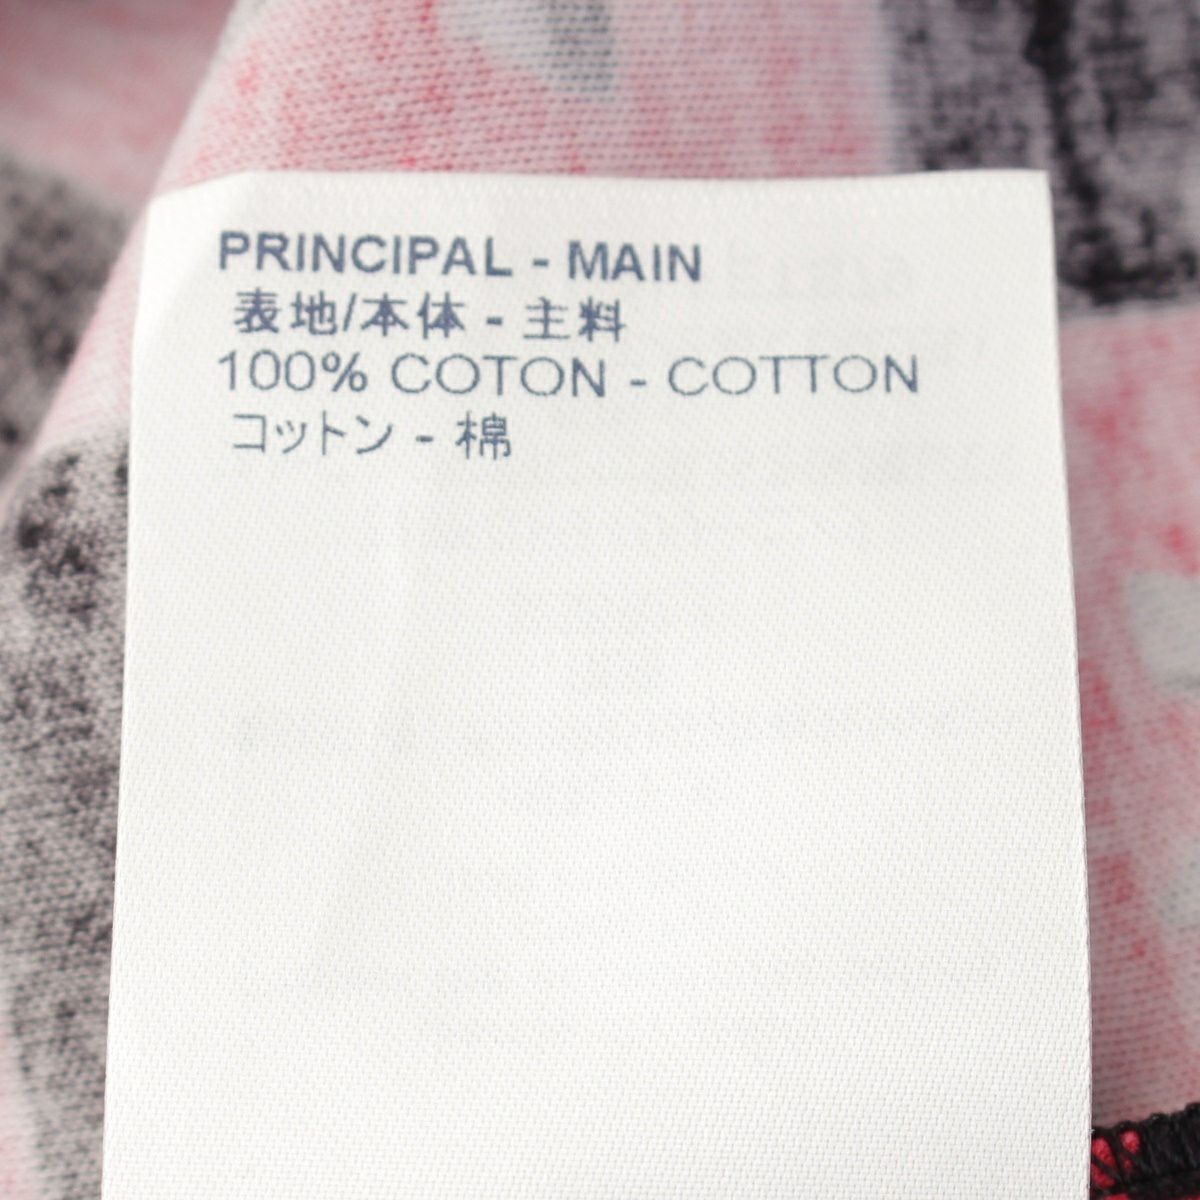 PRINCIPAL - MAIN
表地/本体 - 主料
100% COTON - COTTON
コットン - 棉